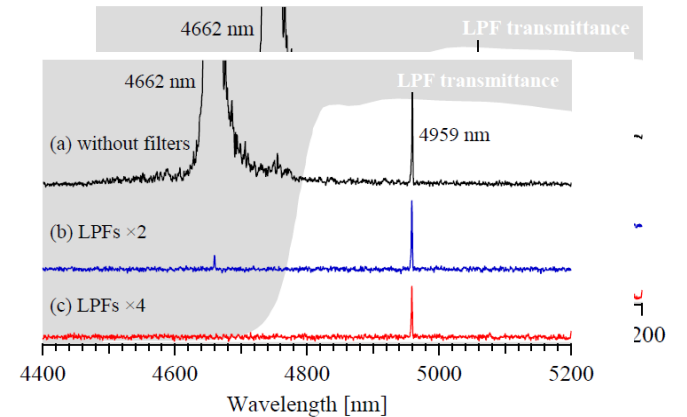 4662 nm
LPF transmittance
4662 nm
LPF transmittance
(a) without filters
4959 nm
(b) LPFs ×2
(c) LPFs ×4
200
4400
4600
4800
5000
5200
Wavelength [nm]